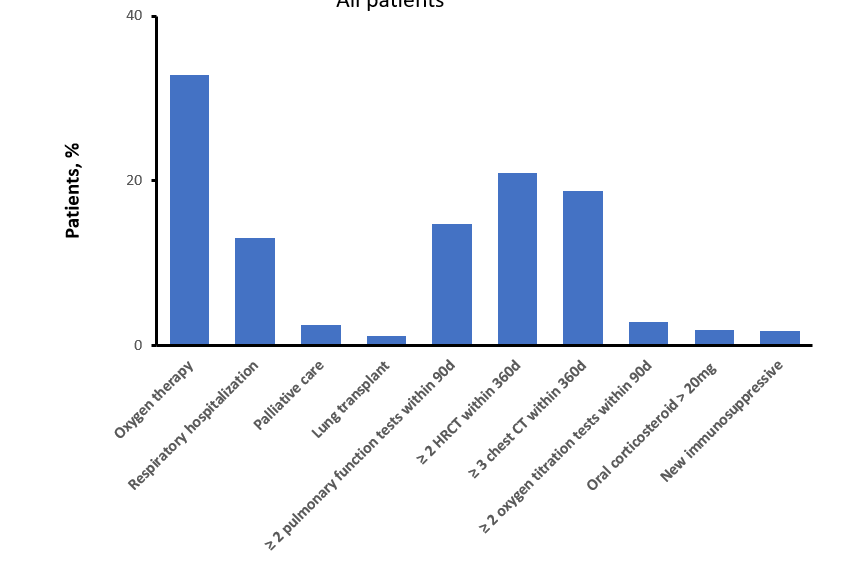 All patients
40
20
0
Patients, %
Oxygen therapy
Respiratory hospitalization
Palliative care
Lung transplant
≥ 2 pulmonary function tests within 90d
≥ 2 HRCT within 360d
≥ 3 chest CT within 360d
≥ 2 oxygen titration tests within 90d
Oral corticosteroid > 20mg
New immunosuppressive